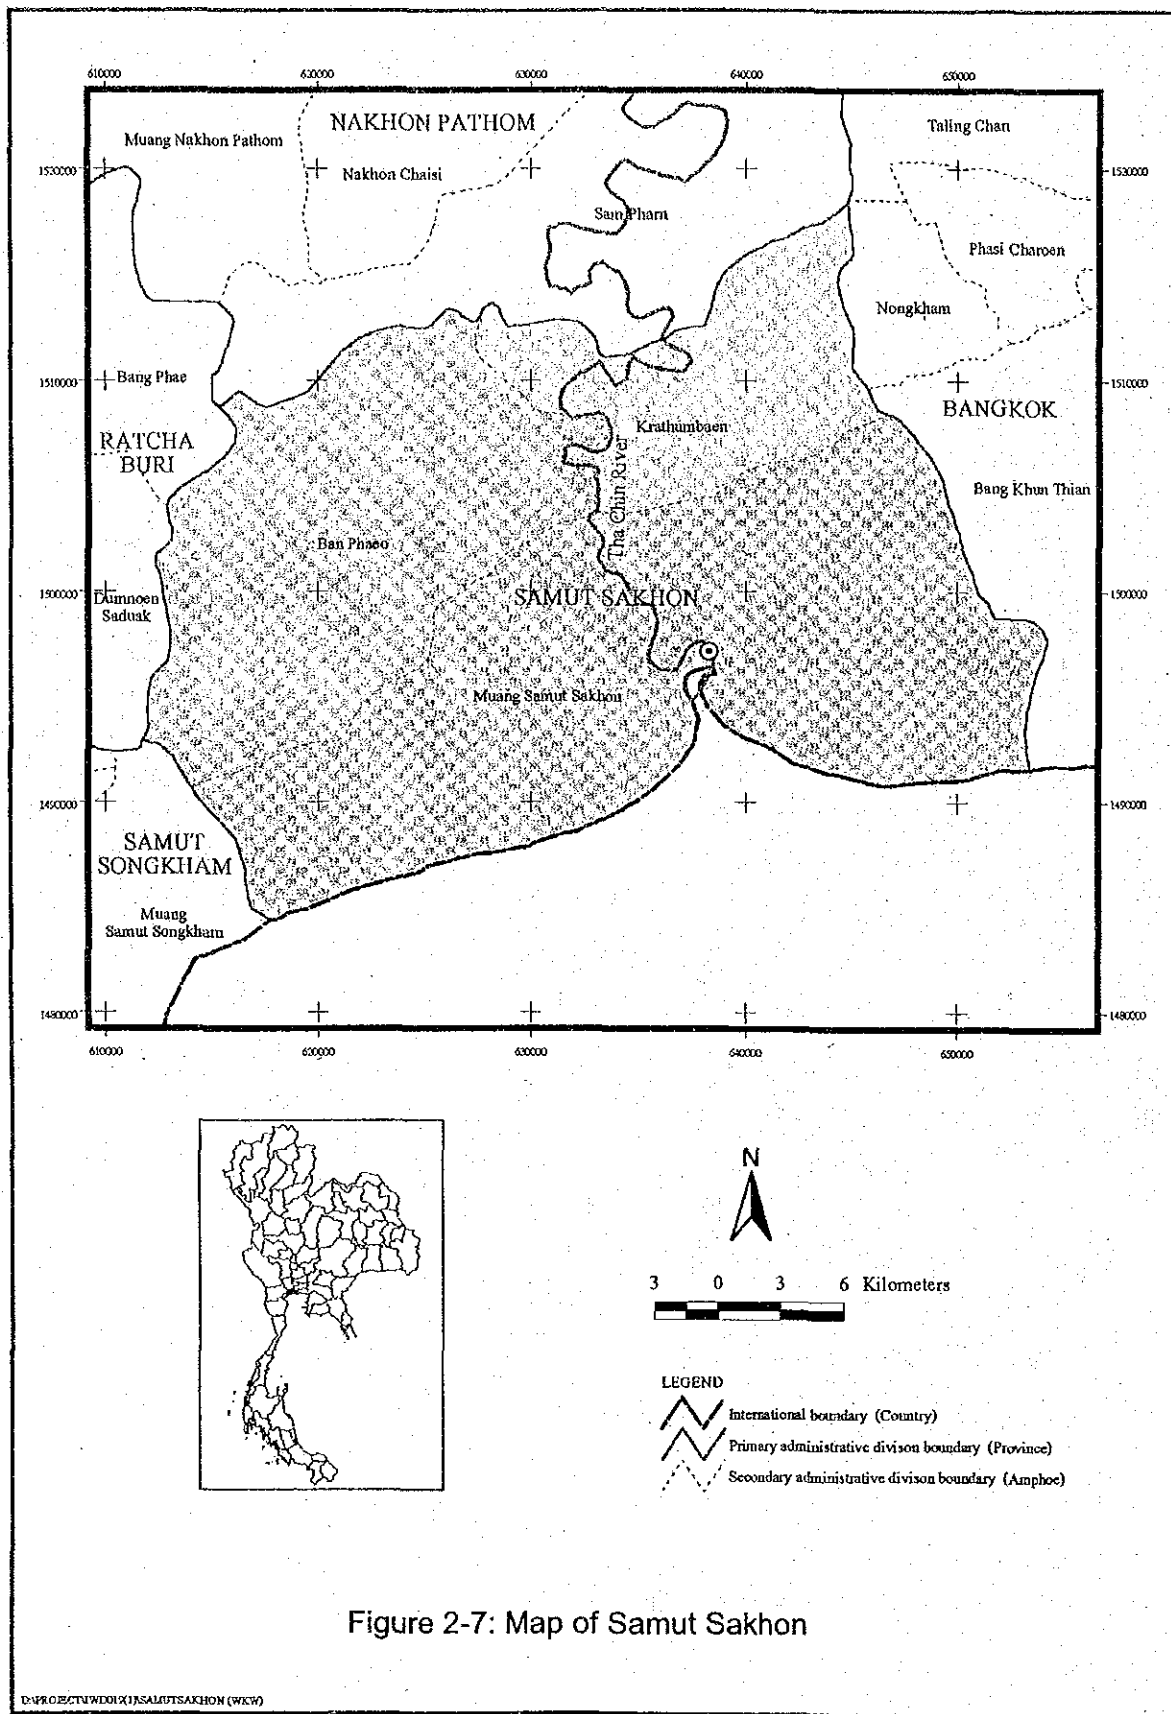 610000 620000 630000 640000 650000
NAKHON PATHOM
Muang Nakhon Pathom
Taling Chan
1530000 1530000
Nakhon Chaisi
Sam Pharn
Phasi Charoen
Nongkham
1510000 1510000
Bang Phae
BANGKOK
Krathumbaen
RATCHA
BURI
Tha Chin River
Bang Khun Thian
Ban Phaeo
1500000 1500000
Damnoen
Saduak
SAMUT SAKHON
Muang Samut Sakhon
1490000 1490000
SAMUT
SONGKHAM
Muang
Samut Songkham
1480000 1480000
610000 620000 630000 640000 650000
N
3 0 3 6 Kilometers
LEGEND
International boundary (Country)
Primary administrative divison boundary (Province)
Secondary administrative divison boundary (Amphoe)
Figure 2-7: Map of Samut Sakhon